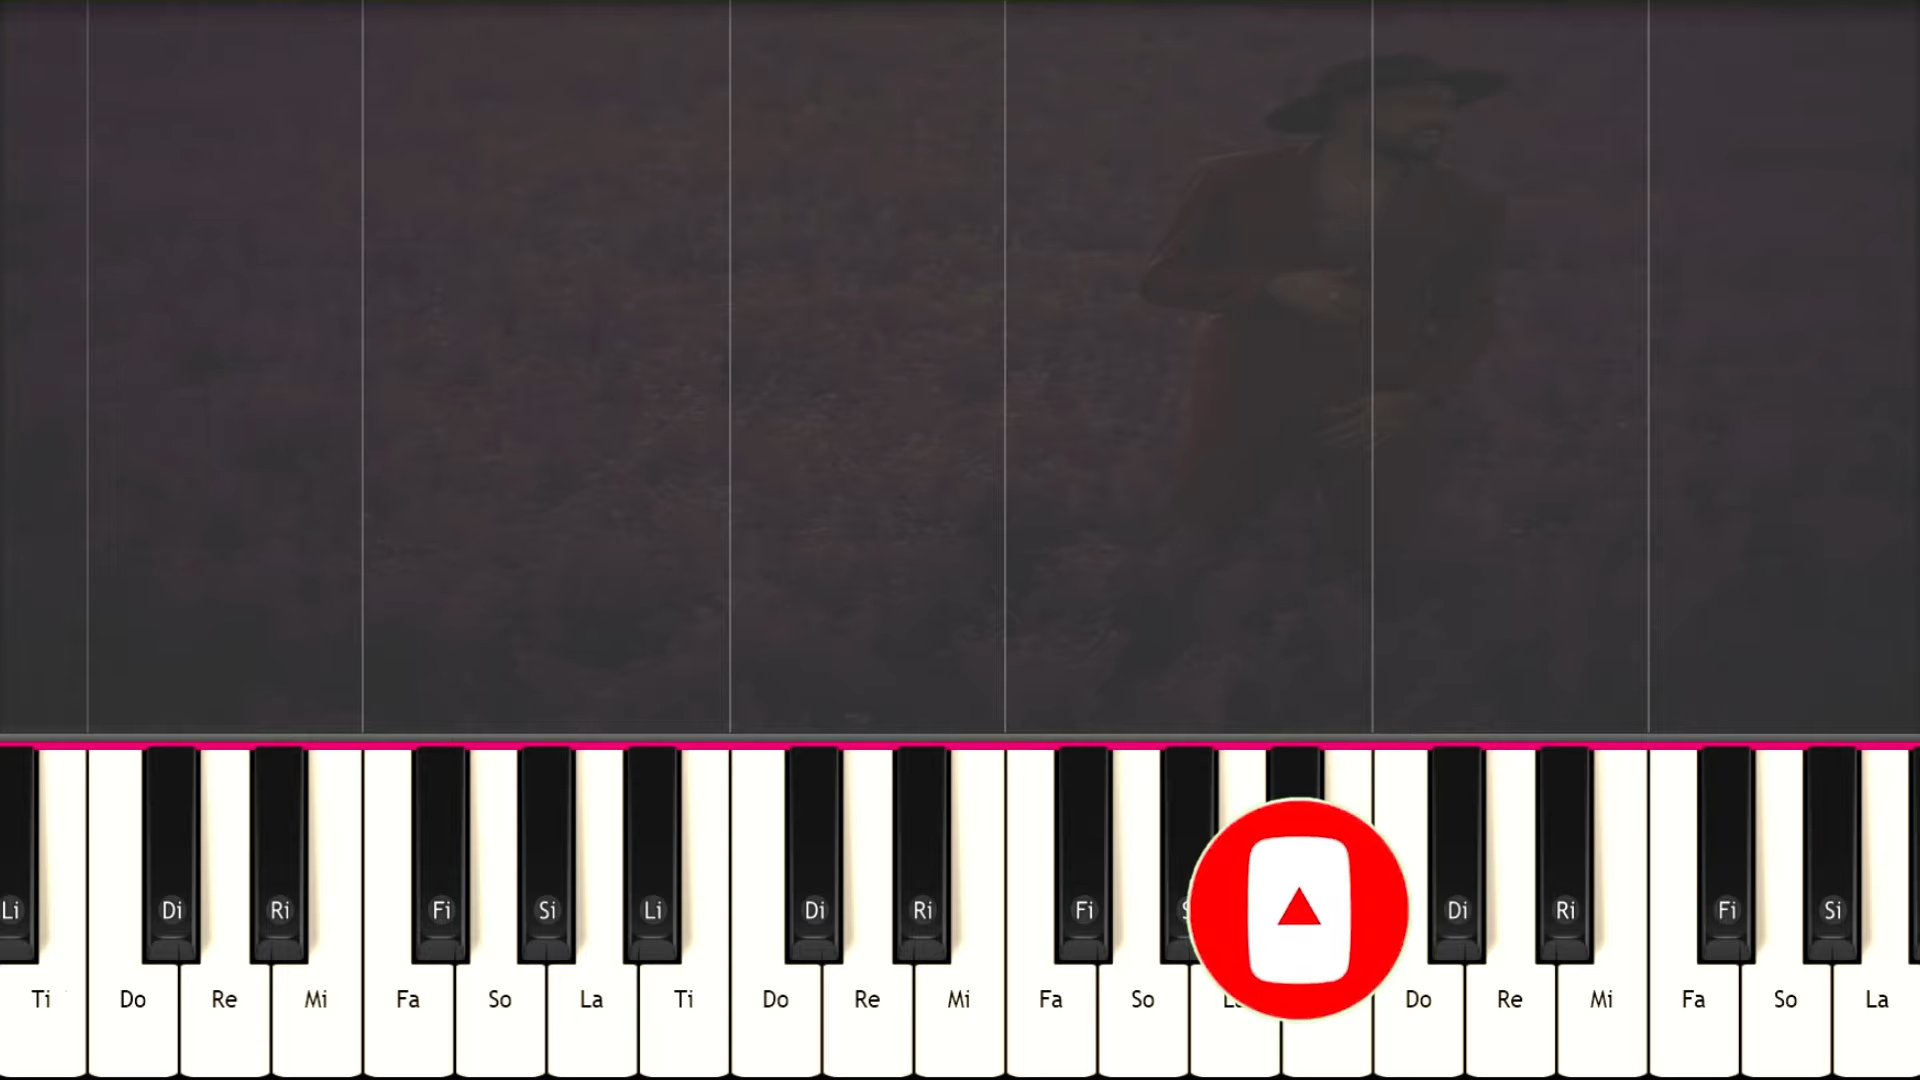 Li Di Ri Fi Si Li Di Ri Fi Di Ri Fi Si
Ti Do Re Mi Fa So La Ti Do Re Mi Fa So Do Re Mi Fa So La